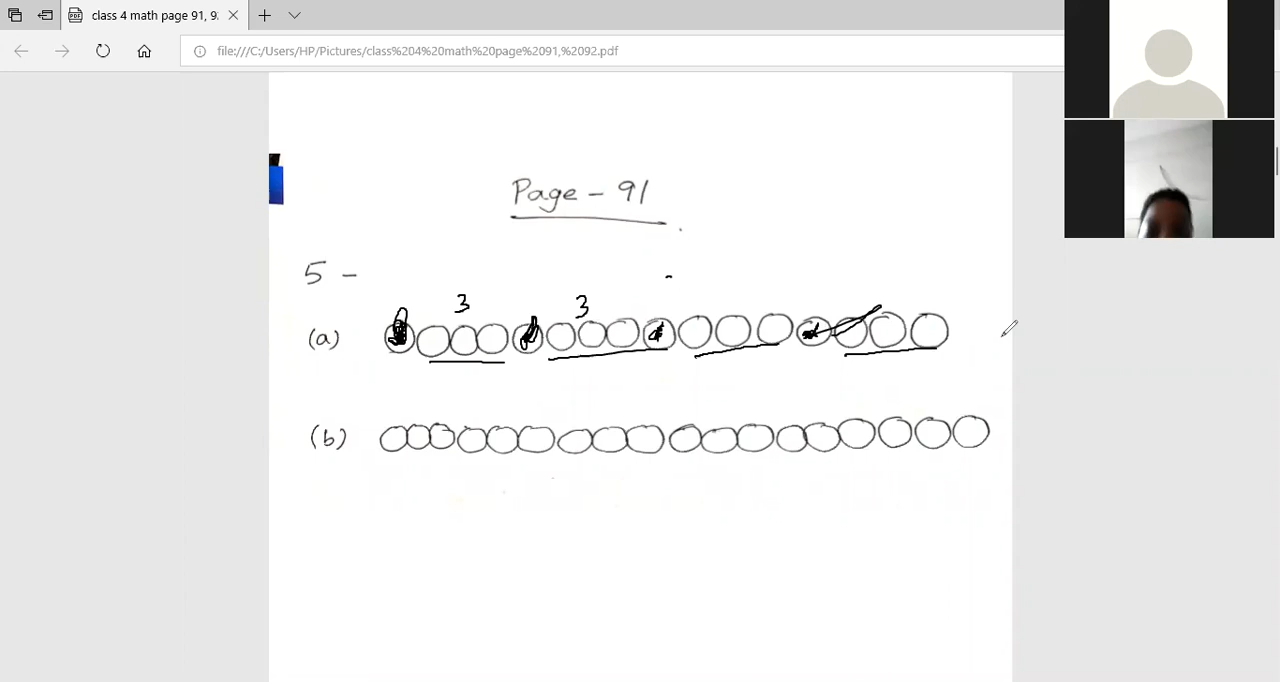 class 4 math page 91, 92
file:///C:/Users/HP/Pictures/class%204%20math%20page%2091,%2092.pdf
Page - 91
5 -
3 3
(a)
(b)